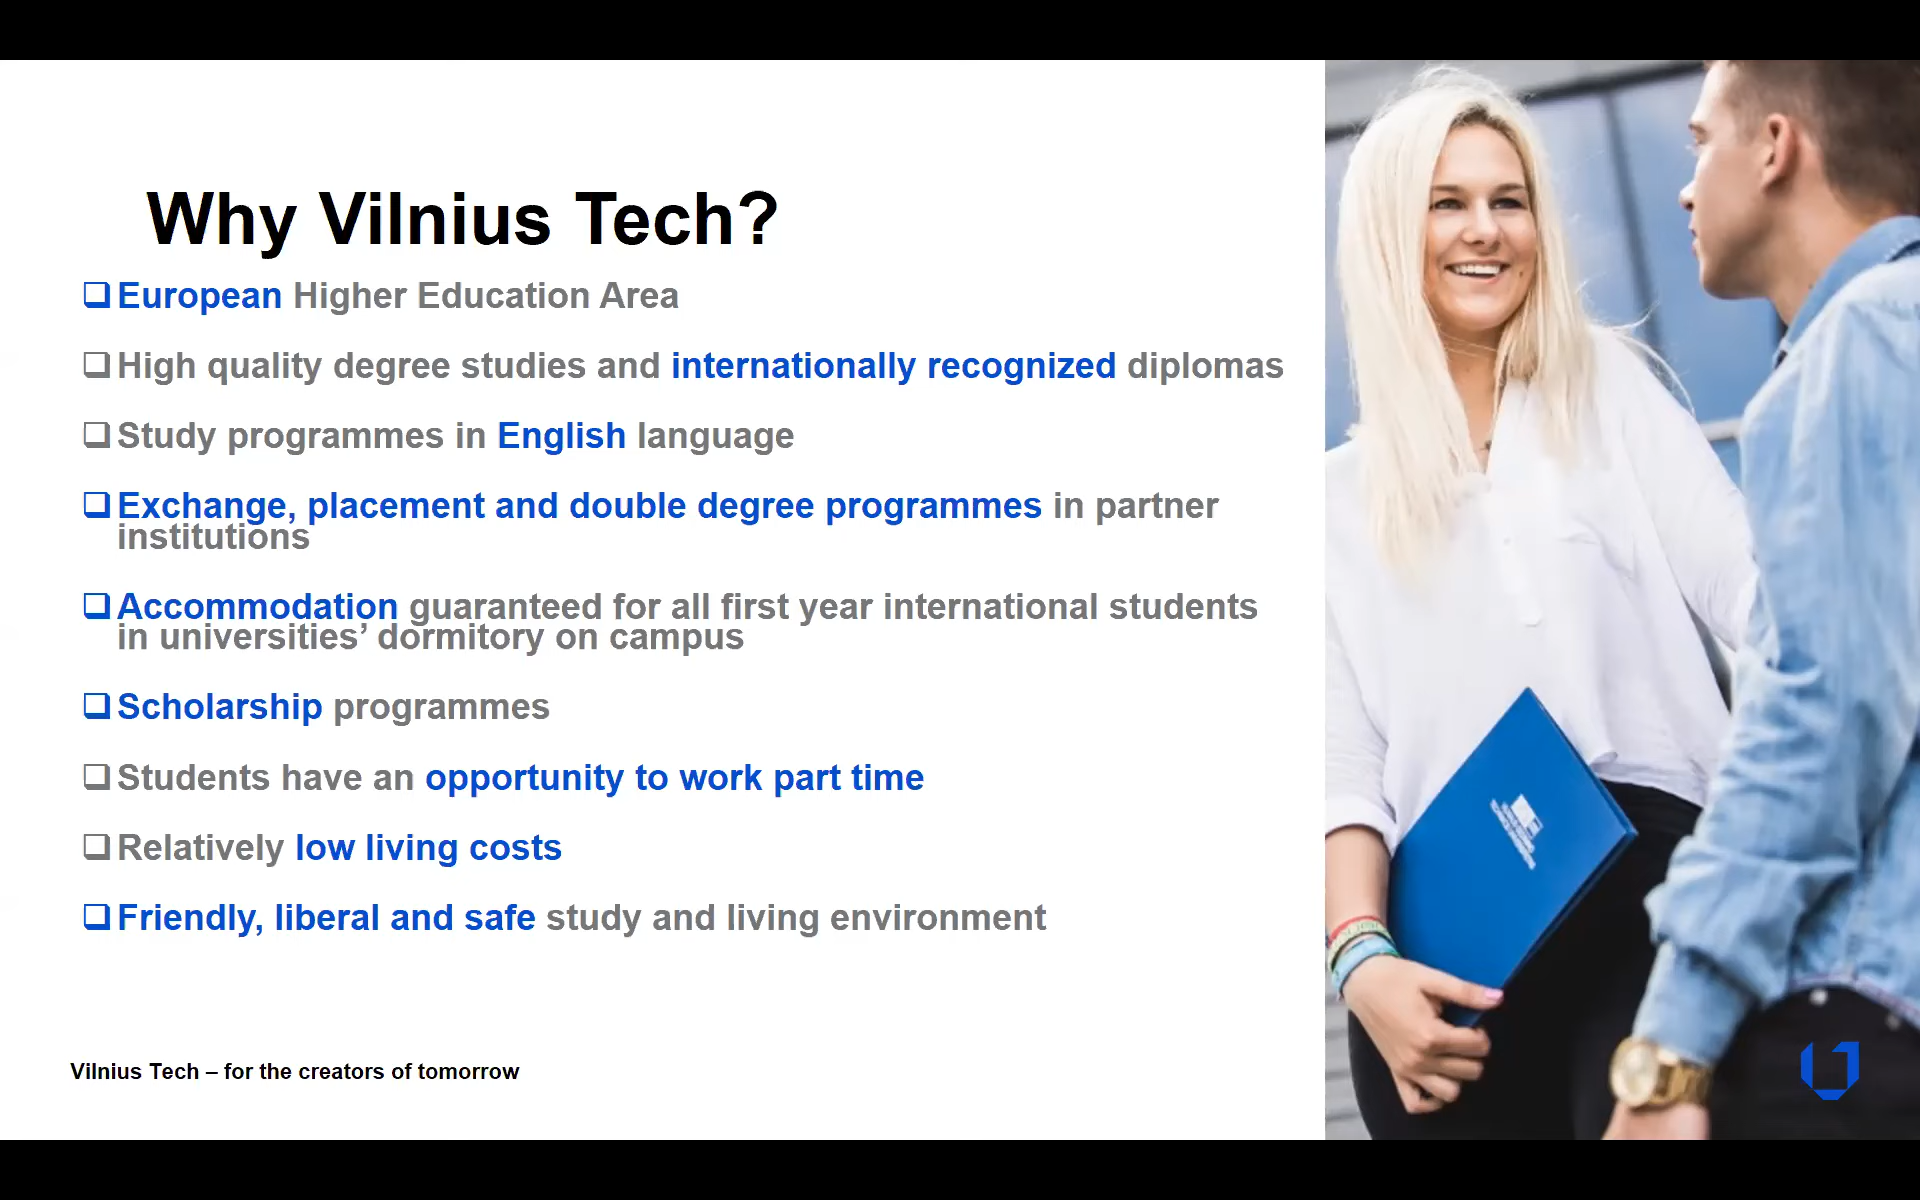 Why Vilnius Tech?
❑ European Higher Education Area
❑ High quality degree studies and internationally recognized diplomas
❑ Study programmes in English language
❑ Exchange, placement and double degree programmes in partner
institutions
❑ Accommodation guaranteed for all first year international students
in universities’ dormitory on campus
❑ Scholarship programmes
❑ Students have an opportunity to work part time
❑ Relatively low living costs
❑ Friendly, liberal and safe study and living environment
Vilnius Tech – for the creators of tomorrow